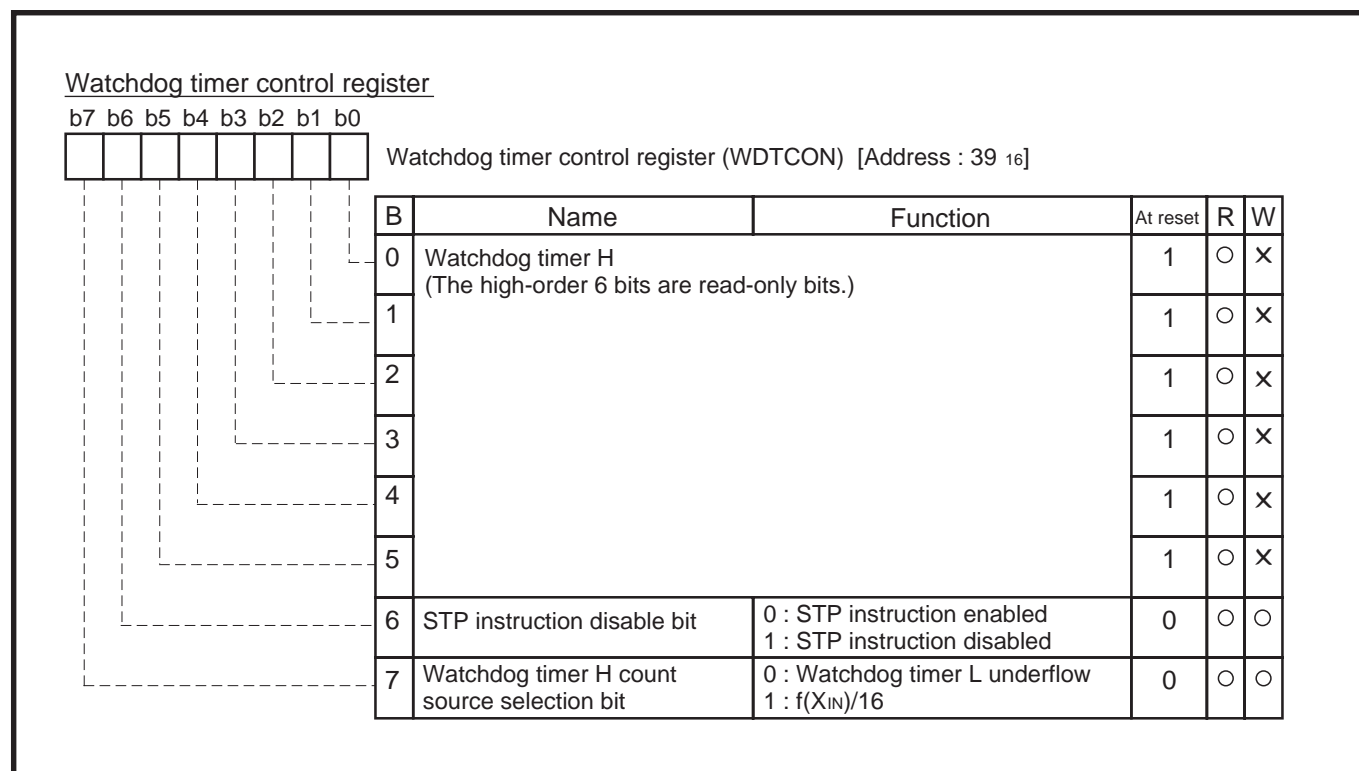 Watchdog timer control register
b7 b6 b5 b4 b3 b2 b1 b0
Watchdog timer control register (WDTCON) [Address : 39 16]
B Name Function At reset R W
0 Watchdog timer H 1 ○ ×
(The high-order 6 bits are read-only bits.)
1 1 ○ ×
2 1 ○ ×
3 1 ○ ×
4 1 ○ ×
5 1 ○ ×
6 STP instruction disable bit 0 : STP instruction enabled 0 ○ ○
1 : STP instruction disabled
7 Watchdog timer H count 0 : Watchdog timer L underflow 0 ○ ○
source selection bit 1 : f(XIN)/16